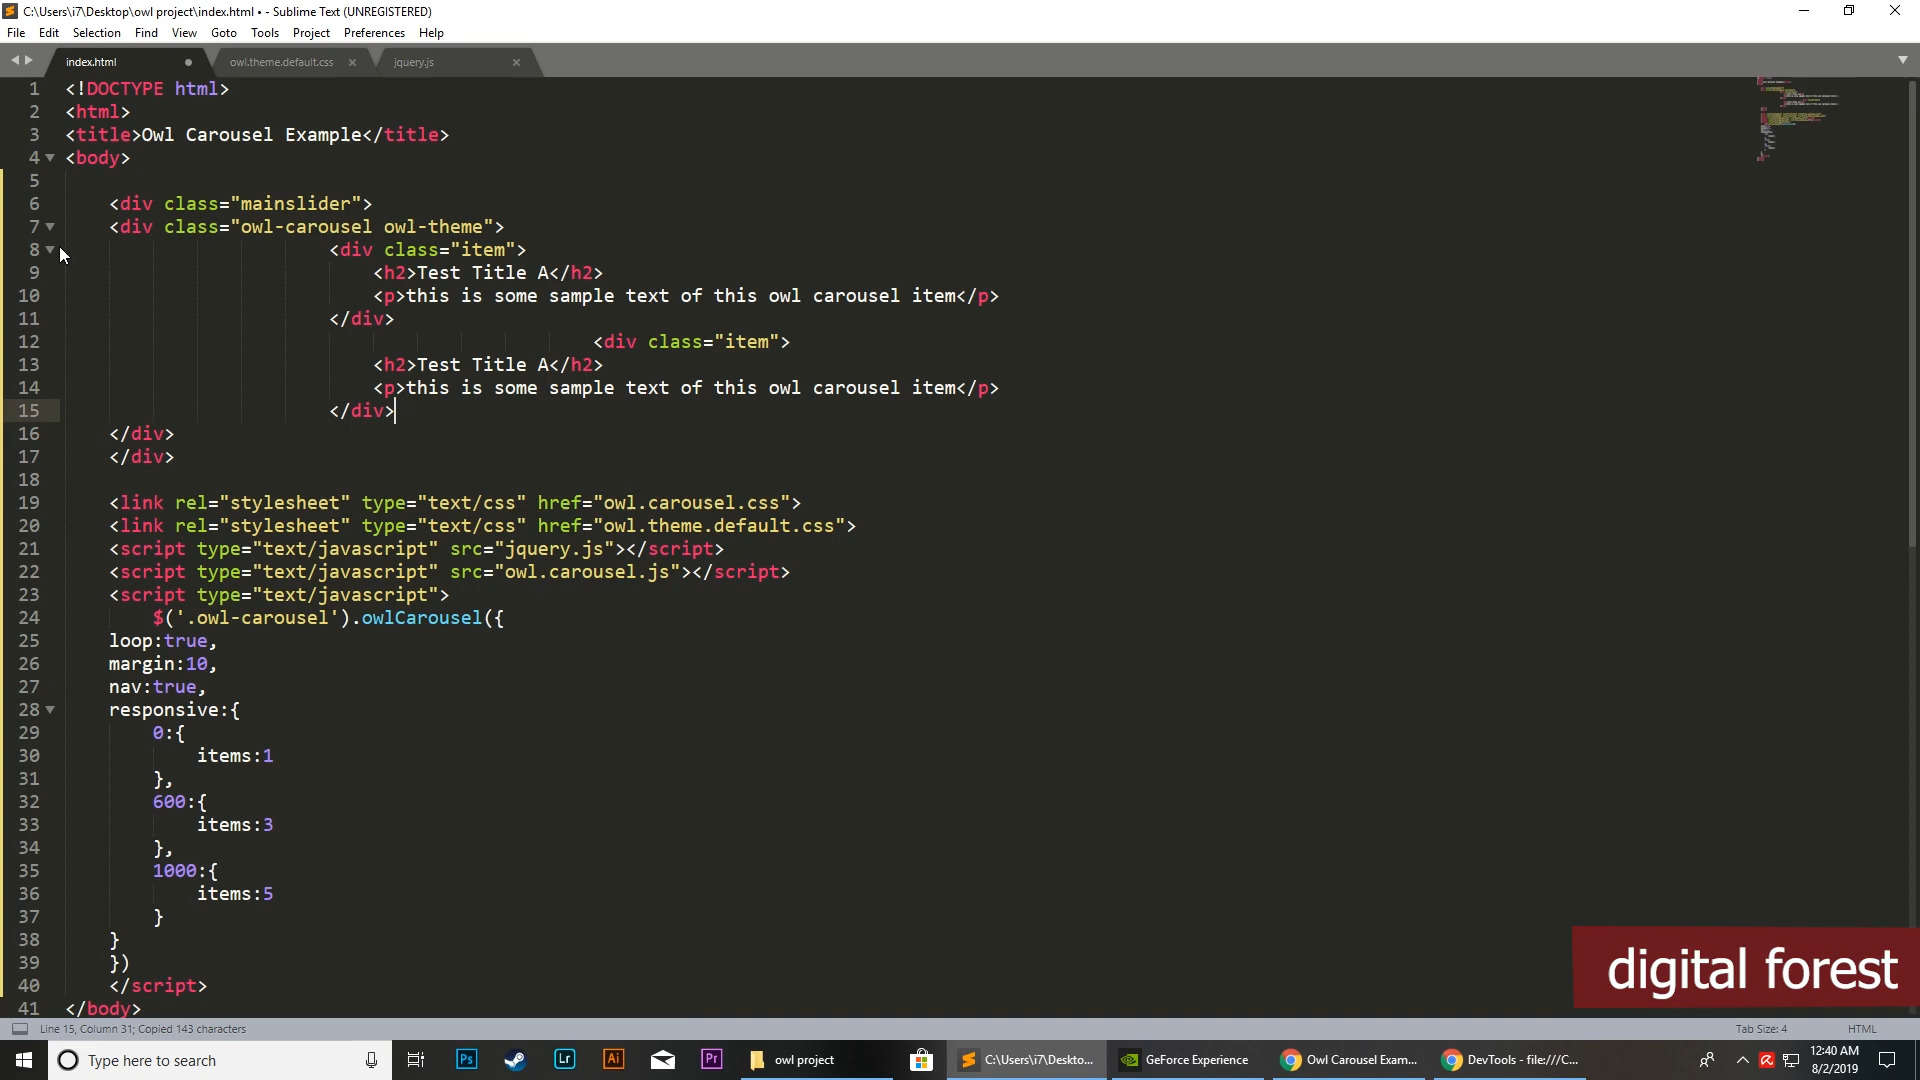 C:\Users\i7\Desktop\owl project\index.html • - Sublime Text (UNREGISTERED)
File Edit Selection Find View Goto Tools Project Preferences Help
index.html owl.theme.default.css jquery.js
1 <!DOCTYPE html>
2 <html>
3 <title>Owl Carousel Example</title>
4 <body>
5
6 <div class="mainslider">
7 <div class="owl-carousel owl-theme">
8 <div class="item">
9 <h2>Test Title A</h2>
10 <p>this is some sample text of this owl carousel item</p>
11 </div>
12 <div class="item">
13 <h2>Test Title A</h2>
14 <p>this is some sample text of this owl carousel item</p>
15 </div>
16 </div>
17 </div>
18
19 <link rel="stylesheet" type="text/css" href="owl.carousel.css">
20 <link rel="stylesheet" type="text/css" href="owl.theme.default.css">
21 <script type="text/javascript" src="jquery.js"></script>
22 <script type="text/javascript" src="owl.carousel.js"></script>
23 <script type="text/javascript">
24 $('.owl-carousel').owlCarousel({
25 loop:true,
26 margin:10,
27 nav:true,
28 responsive:{
29 0:{
30 items:1
31 },
32 600:{
33 items:3
34 },
35 1000:{
36 items:5
37 }
38 }
39 })
40 </script>
41 </body>
digital forest
Line 15, Column 31; Copied 143 characters Tab Size: 4 HTML
Type here to search Ps Lr Ai Pr owl project C:\Users\i7\Deskto... GeForce Experience Owl Carousel Exam... DevTools - file:///C... 12:40 AM
8/2/2019